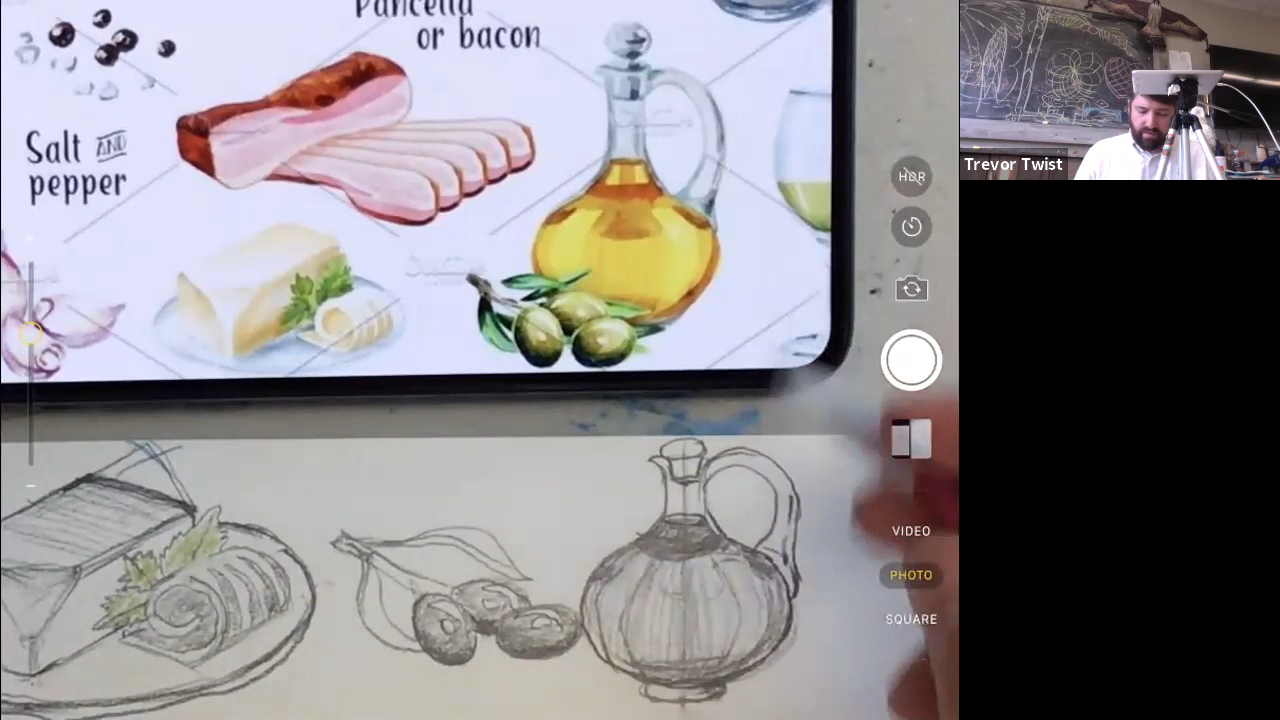 Pancetta
or bacon
Salt AND
pepper
HDR
Trevor Twist
VIDEO
PHOTO
SQUARE